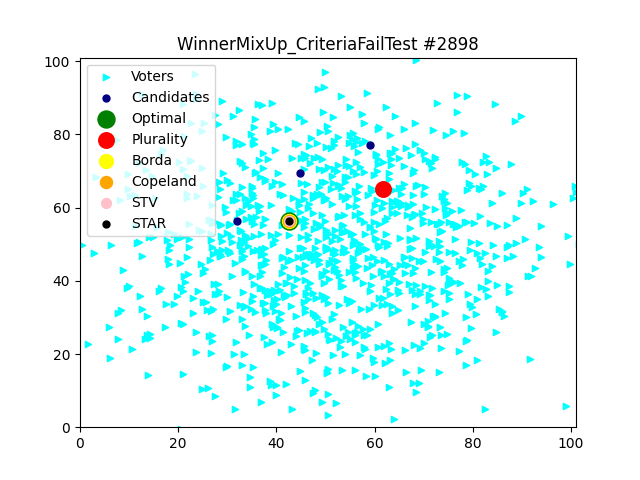 WinnerMixUp_CriteriaFailTest #2898
Voters
Candidates
Optimal
Plurality
Borda
Copeland
STV
STAR
100
80
60
40
20
0
0 20 40 60 80 100